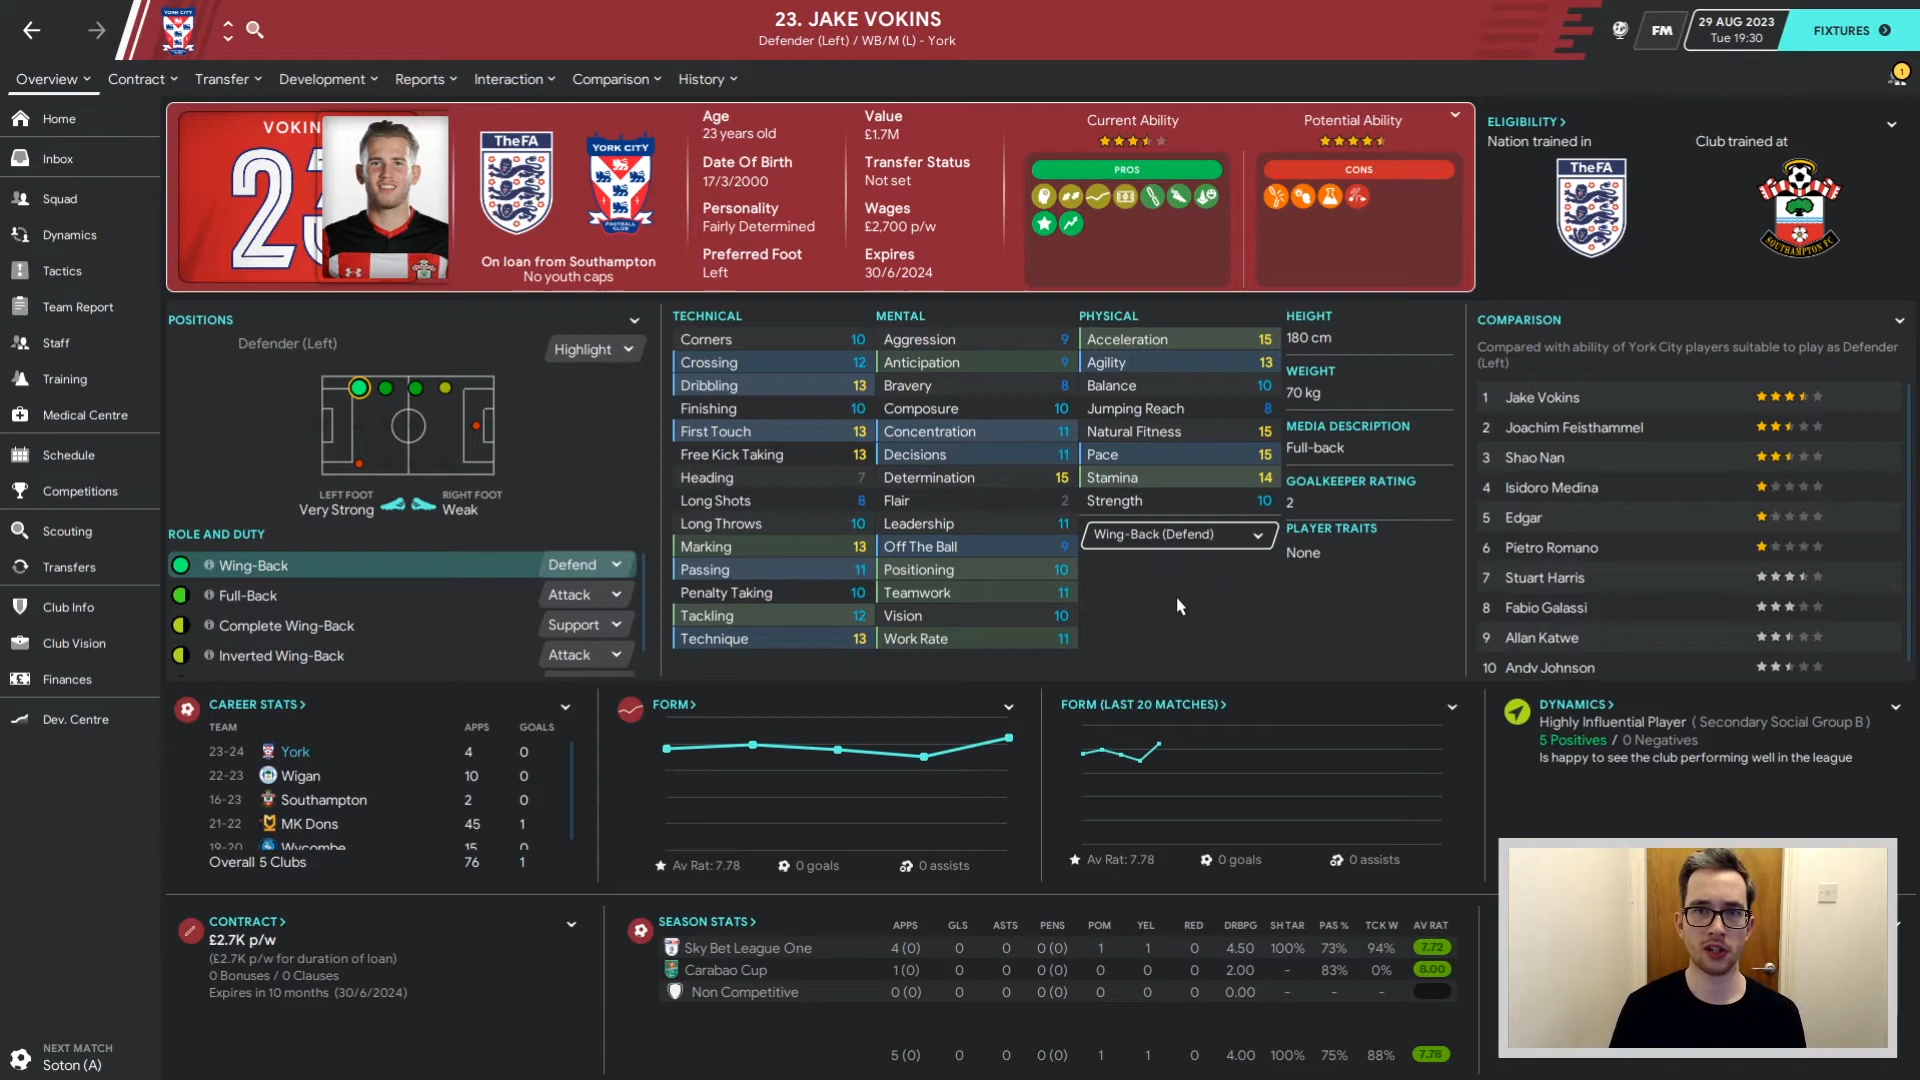 23. JAKE VOKINS
Defender (Left) / WB/M (L) - York
FM
29 AUG 2023
Tue 19:30
FIXTURES
Overview
Contract
Transfer
Development
Reports
Interaction
Comparison
History
1
Home
Inbox
Squad
Dynamics
Tactics
Team Report
Staff
Training
Medical Centre
Schedule
Competitions
Scouting
Transfers
Club Info
Club Vision
Finances
Dev. Centre
NEXT MATCH
Soton (A)
VOKIN
23
TheFA
YORK CITY
FOOTBALL CLUB
On loan from Southampton
No youth caps
Age
23 years old
Date Of Birth
17/3/2000
Personality
Fairly Determined
Preferred Foot
Left
Value
£1.7M
Transfer Status
Not set
Wages
£2,700 p/w
Expires
30/6/2024
Current Ability
PROS
Potential Ability
CONS
ELIGIBILITY >
Nation trained in
Club trained at
TheFA
SOUTHAMPTON FC
POSITIONS
Defender (Left)
Highlight
LEFT FOOT
Very Strong
RIGHT FOOT
Weak
ROLE AND DUTY
Wing-Back Defend
Full-Back Attack
Complete Wing-Back Support
Inverted Wing-Back Attack
TECHNICAL
Corners 10
Crossing 12
Dribbling 13
Finishing 10
First Touch 13
Free Kick Taking 13
Heading 7
Long Shots 8
Long Throws 10
Marking 13
Passing 11
Penalty Taking 10
Tackling 12
Technique 13
MENTAL
Aggression 9
Anticipation 9
Bravery 8
Composure 10
Concentration 11
Decisions 11
Determination 15
Flair 2
Leadership 11
Off The Ball 9
Positioning 10
Teamwork 11
Vision 10
Work Rate 11
PHYSICAL
Acceleration 15
Agility 13
Balance 10
Jumping Reach 8
Natural Fitness 15
Pace 15
Stamina 14
Strength 10
Wing-Back (Defend)
HEIGHT
180 cm
WEIGHT
70 kg
MEDIA DESCRIPTION
Full-back
GOALKEEPER RATING
2
PLAYER TRAITS
None
COMPARISON
Compared with ability of York City players suitable to play as Defender
(Left)
1 Jake Vokins
2 Joachim Feisthammel
3 Shao Nan
4 Isidoro Medina
5 Edgar
6 Pietro Romano
7 Stuart Harris
8 Fabio Galassi
9 Allan Katwe
10 Andy Johnson
CAREER STATS >
TEAM APPS GOALS
23-24 York 4 0
22-23 Wigan 10 0
16-23 Southampton 2 0
21-22 MK Dons 45 1
19-20 Wycombe 15 0
Overall 5 Clubs 76 1
FORM >
Av Rat: 7.78 0 goals 0 assists
FORM (LAST 20 MATCHES) >
Av Rat: 7.78 0 goals 0 assists
DYNAMICS >
Highly Influential Player ( Secondary Social Group B )
5 Positives / 0 Negatives
Is happy to see the club performing well in the league
CONTRACT >
£2.7K p/w
(£2.7K p/w for duration of loan)
0 Bonuses / 0 Clauses
Expires in 10 months (30/6/2024)
SEASON STATS > APPS GLS ASTS PENS POM YEL RED DRBPG SH TAR PAS % TCK W AV RAT
Sky Bet League One 4 (0) 0 0 0 (0) 1 1 0 4.50 100% 73% 94% 7.72
Carabao Cup 1 (0) 0 0 0 (0) 0 0 0 2.00 - 83% 0% 8.00
Non Competitive 0 (0) 0 0 0 (0) 0 0 0 0.00 - - -
5 (0) 0 0 0 (0) 1 1 0 4.00 100% 75% 88% 7.78